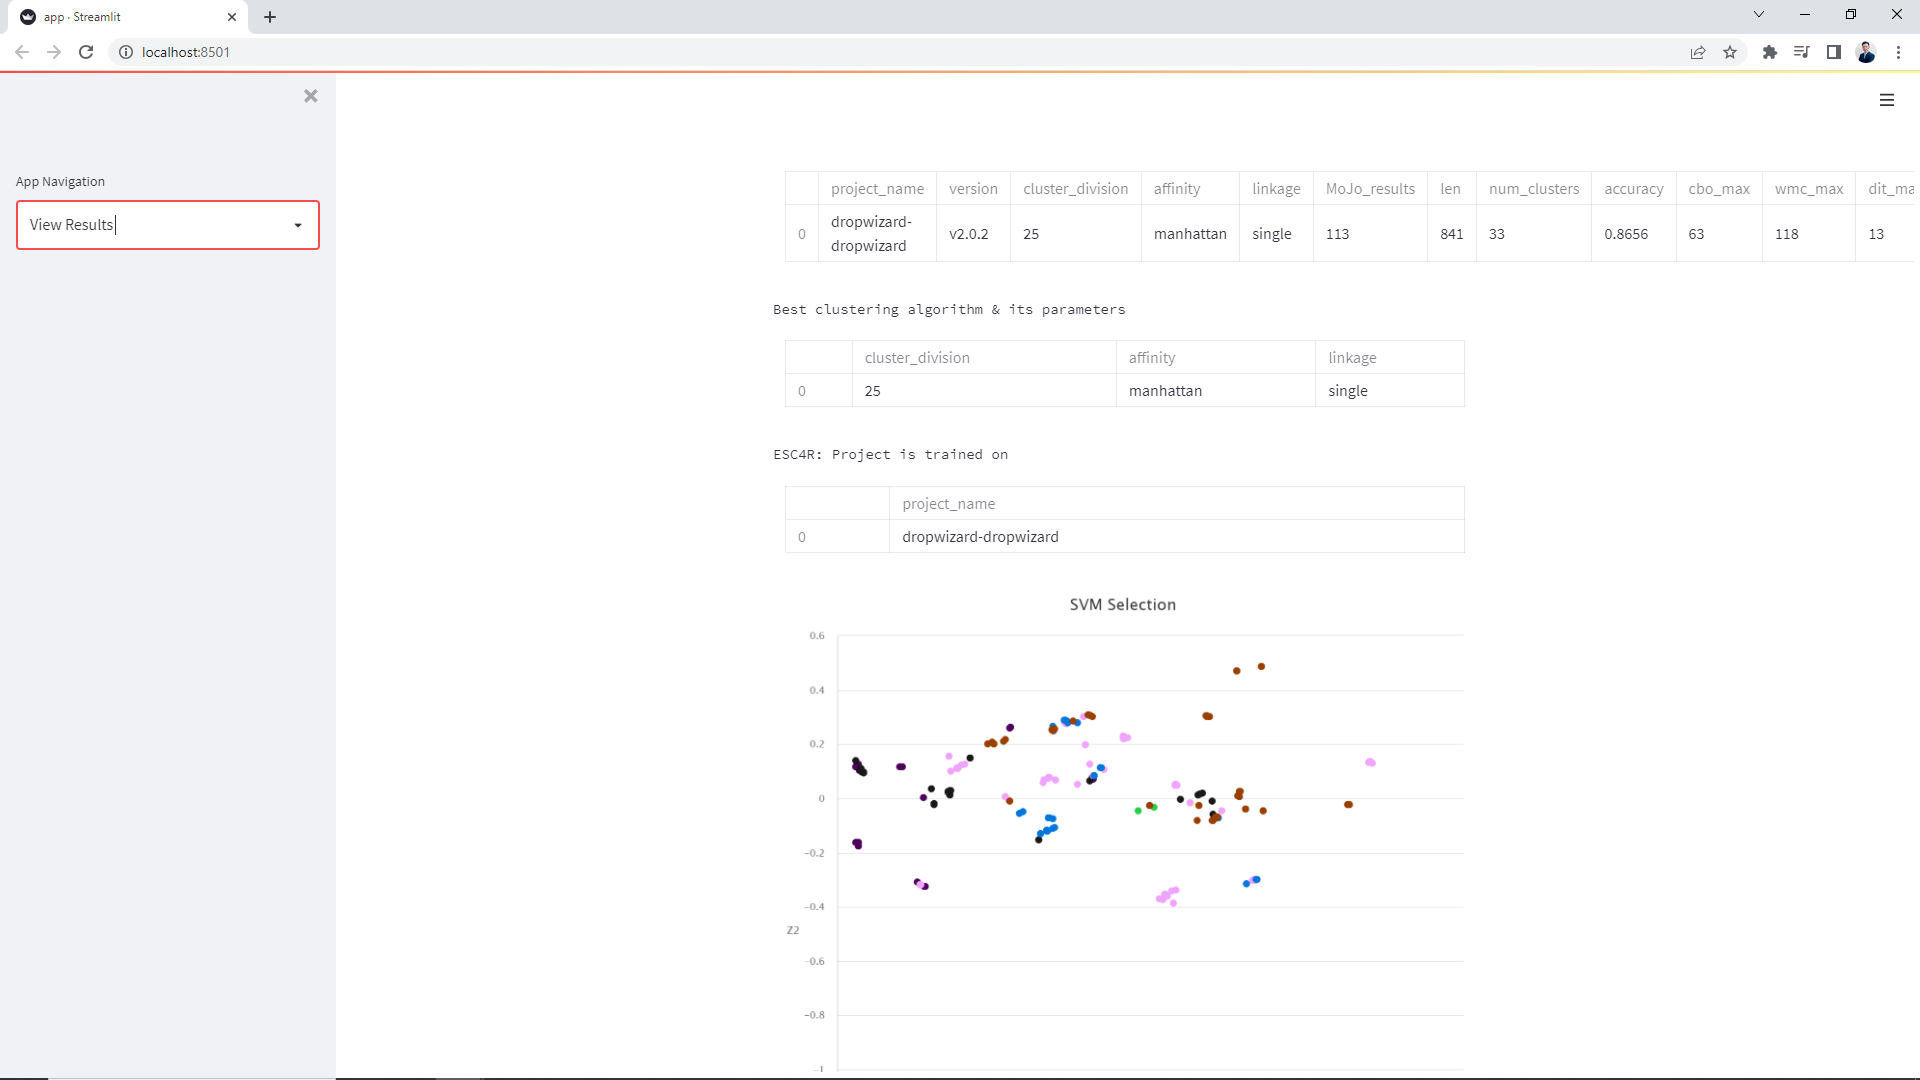 app · Streamlit
localhost:8501
App Navigation
View Results
project_name version cluster_division affinity linkage MoJo_results len num_clusters accuracy cbo_max wmc_max dit_ma
0 dropwizard-dropwizard v2.0.2 25 manhattan single 113 841 33 0.8656 63 118 13
Best clustering algorithm & its parameters
cluster_division affinity linkage
0 25 manhattan single
ESC4R: Project is trained on
project_name
0 dropwizard-dropwizard
SVM Selection
0.6
0.4
0.2
0
-0.2
-0.4
Z2
-0.6
-0.8
-1